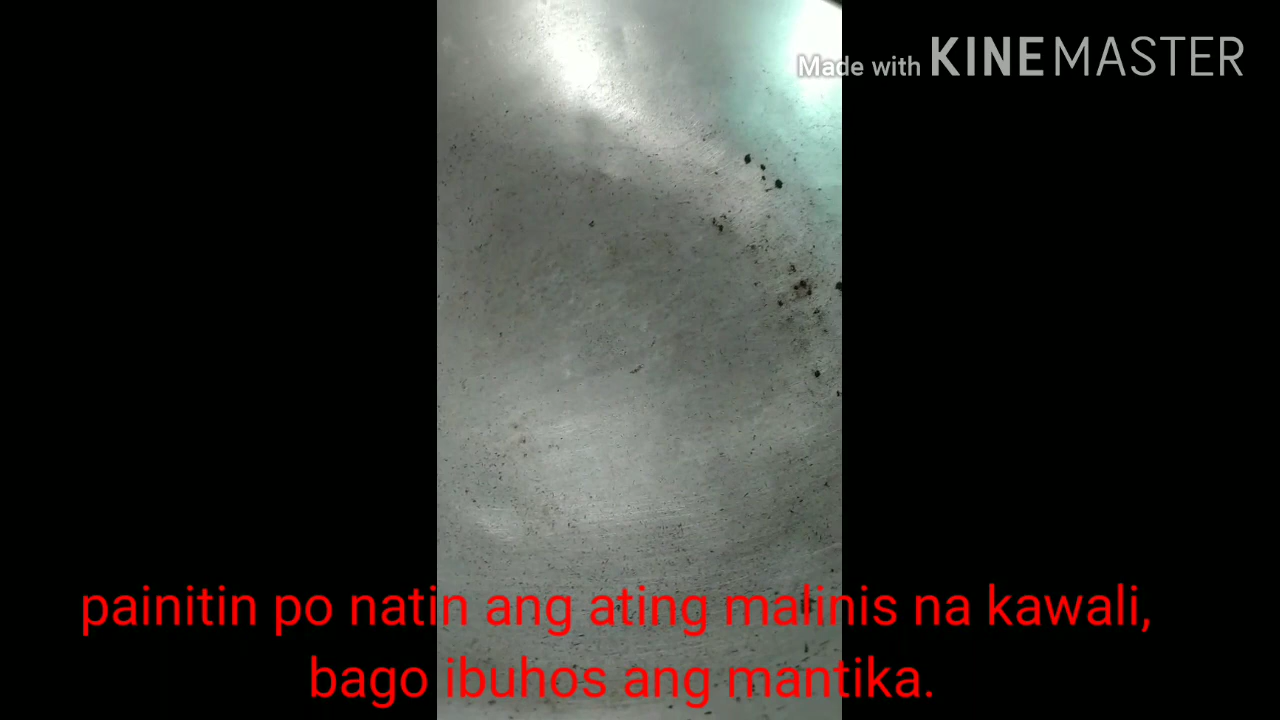 Made with KINEMASTER
painitin po natin ang ating malinis na kawali,
bago ibuhos ang mantika.